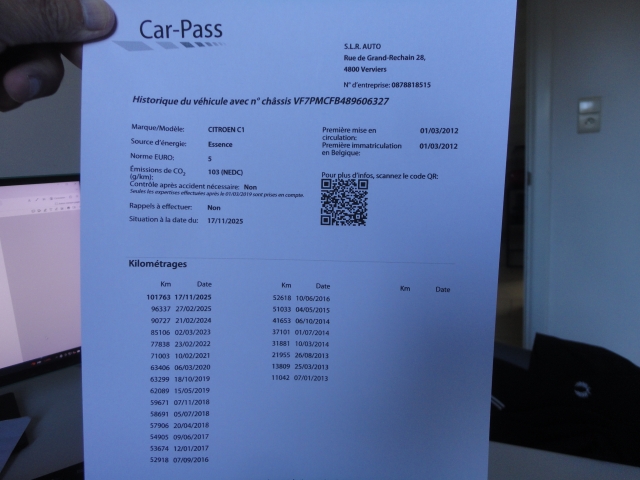 Car-Pass
S.L.R. AUTO
Rue de Grand-Rechain 28,
4800 Verviers
N° d'entreprise: 0878818515
Historique du véhicule avec n° châssis VF7PMCFB489606327
Marque/Modèle: CITROEN C1
Source d'énergie: Essence
Norme EURO: 5
Émissions de CO2 (g/km): 103 (NEDC)
Contrôle après accident nécessaire: Non
Seules les expertises effectuées après le 01/03/2019 sont prises en compte.
Rappels à effectuer: Non
Situation à la date du: 17/11/2025
Première mise en circulation: 01/03/2012
Première immatriculation en Belgique: 01/03/2012
Pour plus d'infos, scannez le code QR:
Kilométrages
Km Date
101763 17/11/2025
96337 27/02/2025
90727 21/02/2024
85106 02/03/2023
77838 23/02/2022
71003 10/02/2021
63406 06/03/2020
63299 18/10/2019
62089 15/05/2019
59671 07/11/2018
58691 05/07/2018
57906 20/04/2018
54905 09/06/2017
53674 12/01/2017
52918 07/09/2016
Km Date
52618 10/06/2016
51033 04/05/2015
41653 06/10/2014
37101 01/07/2014
31881 10/03/2014
21955 26/08/2013
13809 25/03/2013
11042 07/01/2013
Km Date